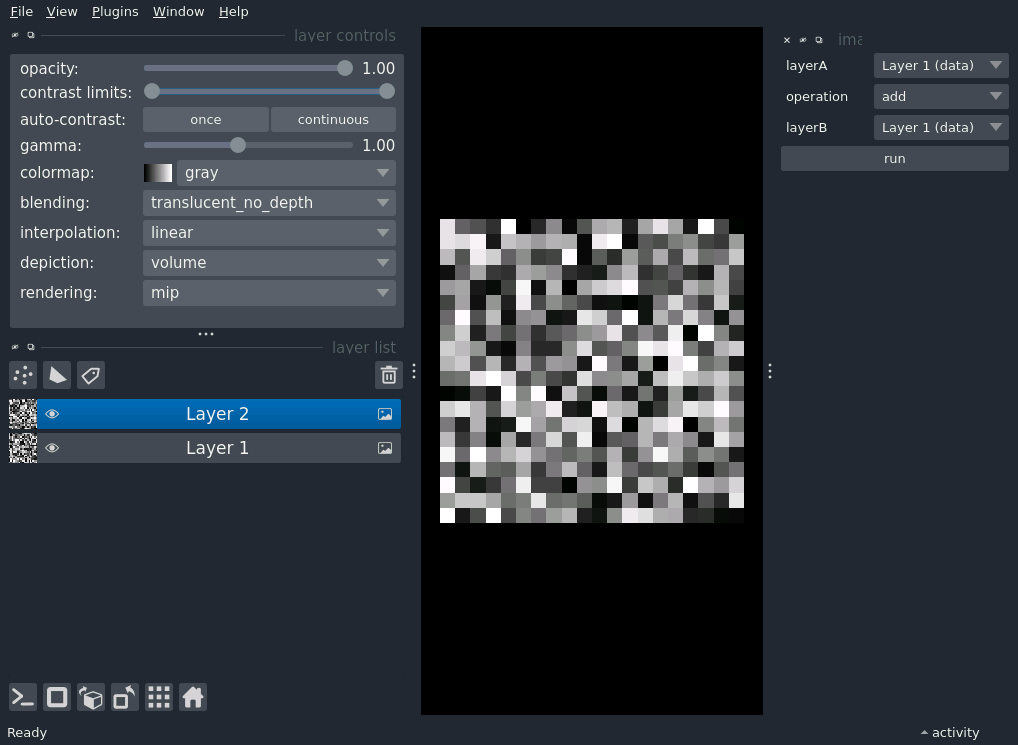 File View Plugins Window Help
layer controls
opacity: 1.00
contrast limits:
auto-contrast: once continuous
gamma: 1.00
colormap: gray
blending: translucent_no_depth
interpolation: linear
depiction: volume
rendering: mip
layer list
Layer 2
Layer 1
ima
layerA Layer 1 (data)
operation add
layerB Layer 1 (data)
run
Ready
activity